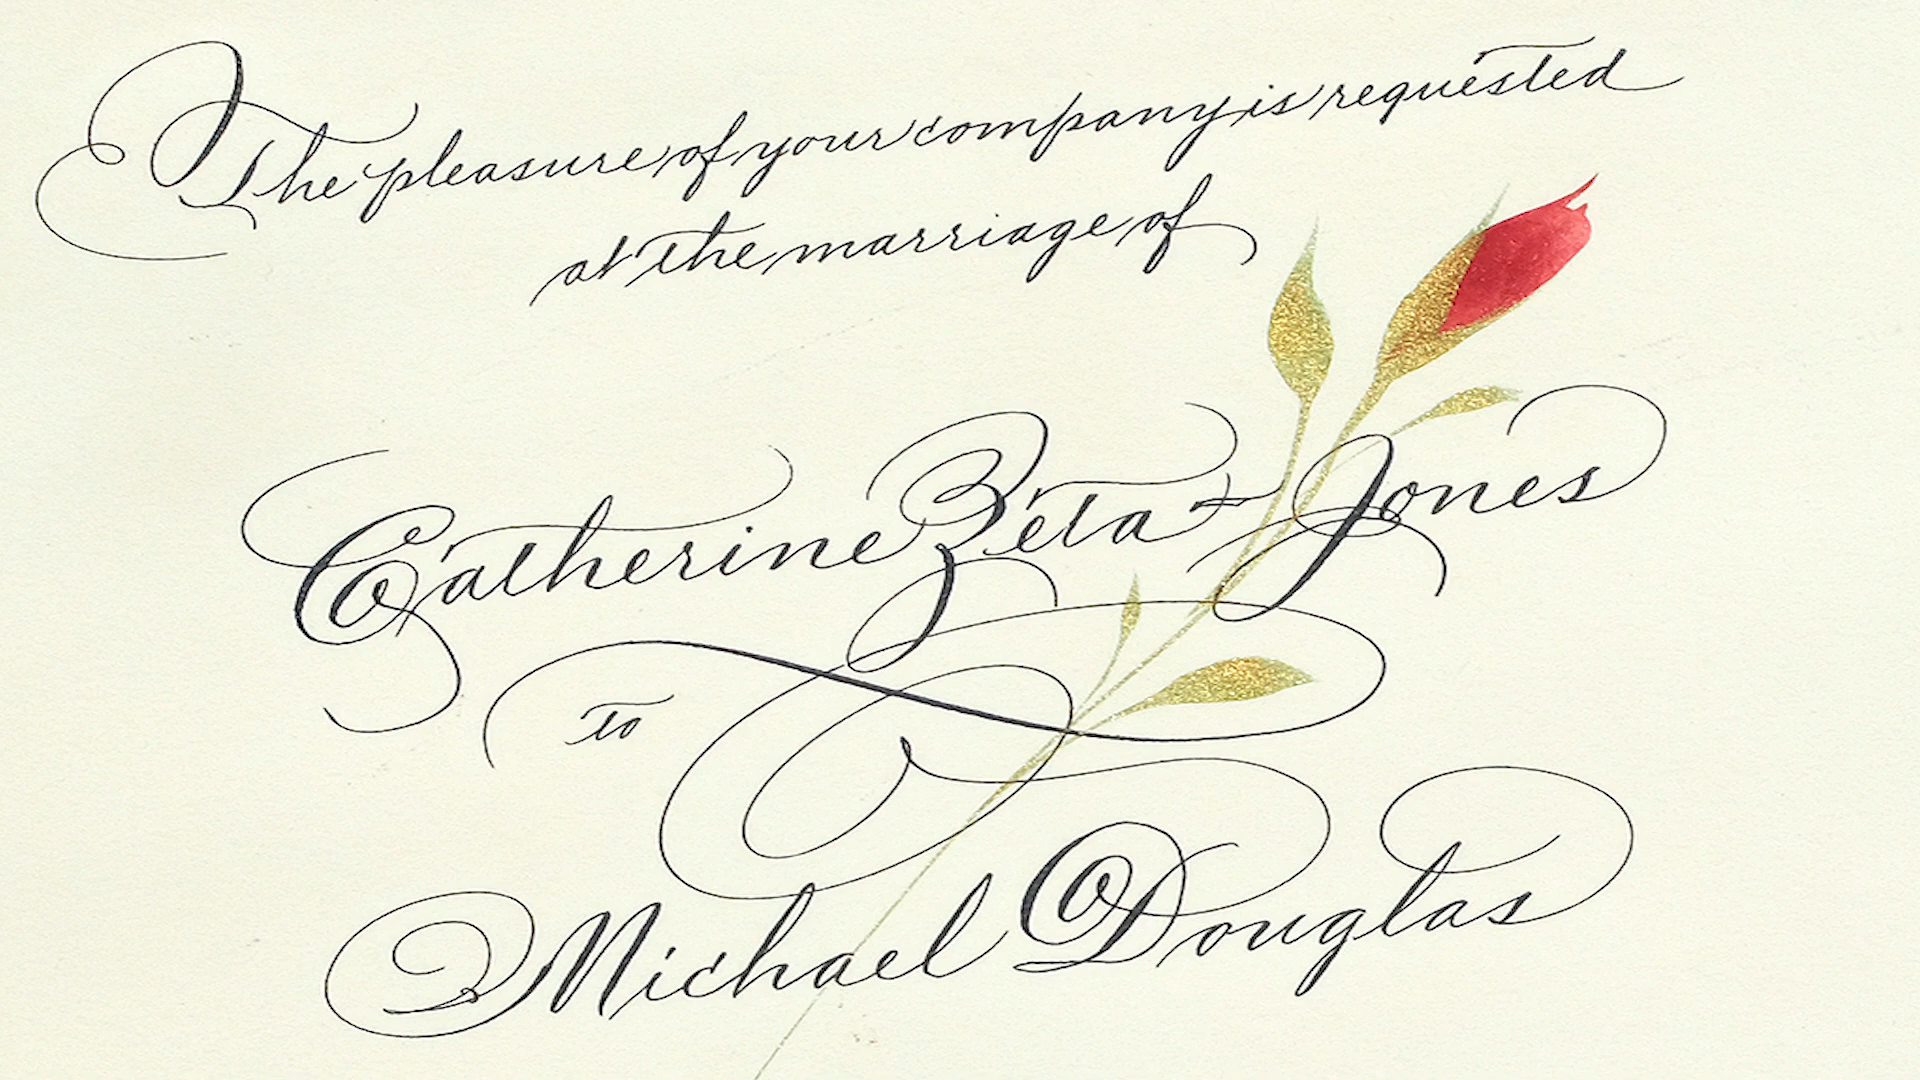 The pleasure of your company is requested
at the marriage of
Catherine Zeta-Jones
to
Michael Douglas